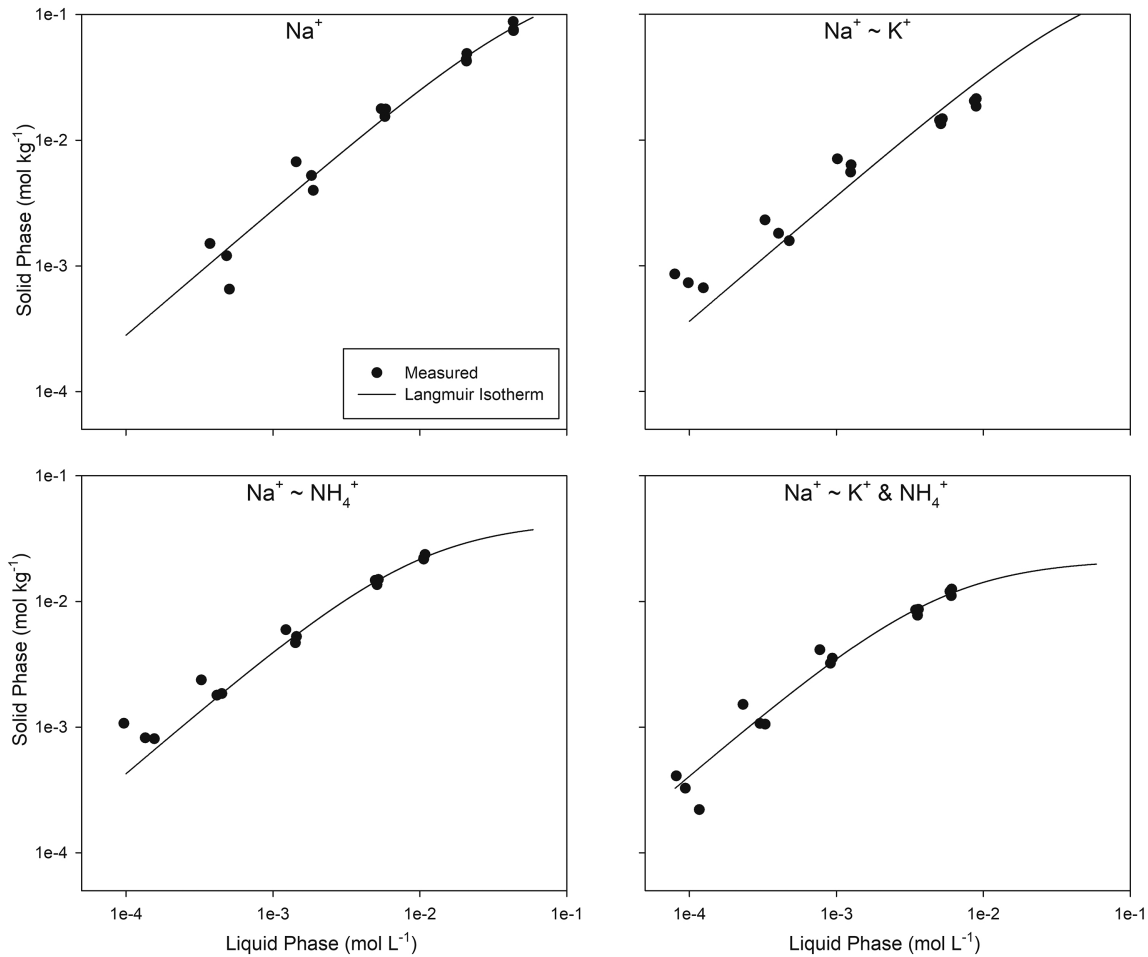 1e-1
Na⁺
1e-2
1e-3
1e-4
Solid Phase (mol kg⁻¹)
Measured
Langmuir Isotherm
Na⁺ ~ K⁺
1e-1
Na⁺ ~ NH₄⁺
1e-2
1e-3
1e-4
Solid Phase (mol kg⁻¹)
1e-4 1e-3 1e-2 1e-1
Liquid Phase (mol L⁻¹)
Na⁺ ~ K⁺ & NH₄⁺
1e-4 1e-3 1e-2 1e-1
Liquid Phase (mol L⁻¹)